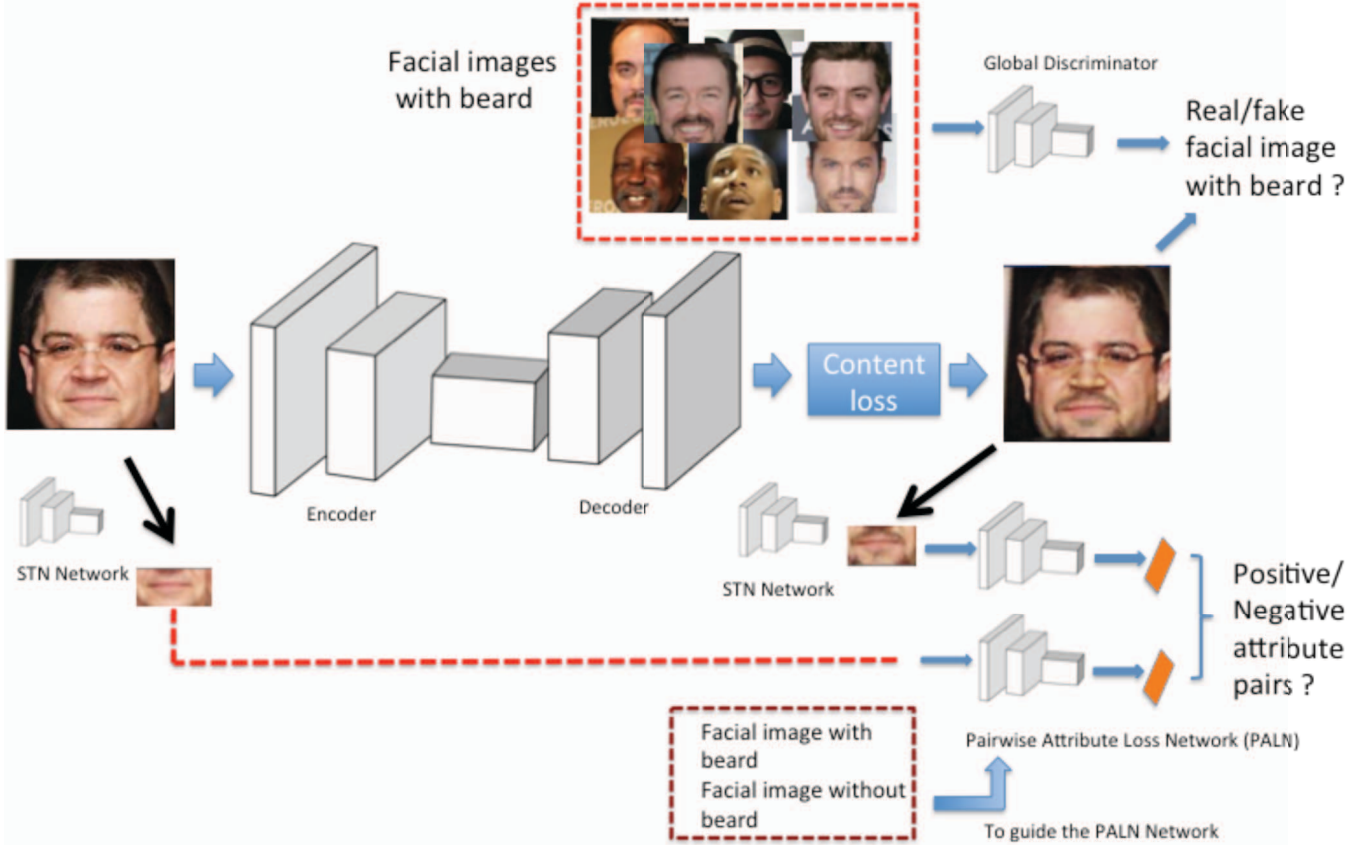 Facial images
with beard
Global Discriminator
Real/fake
facial image
with beard ?
Content
loss
Encoder
Decoder
STN Network
STN Network
Positive/
Negative
attribute
pairs ?
Pairwise Attribute Loss Network (PALN)
Facial image with
beard
Facial image without
beard
To guide the PALN Network